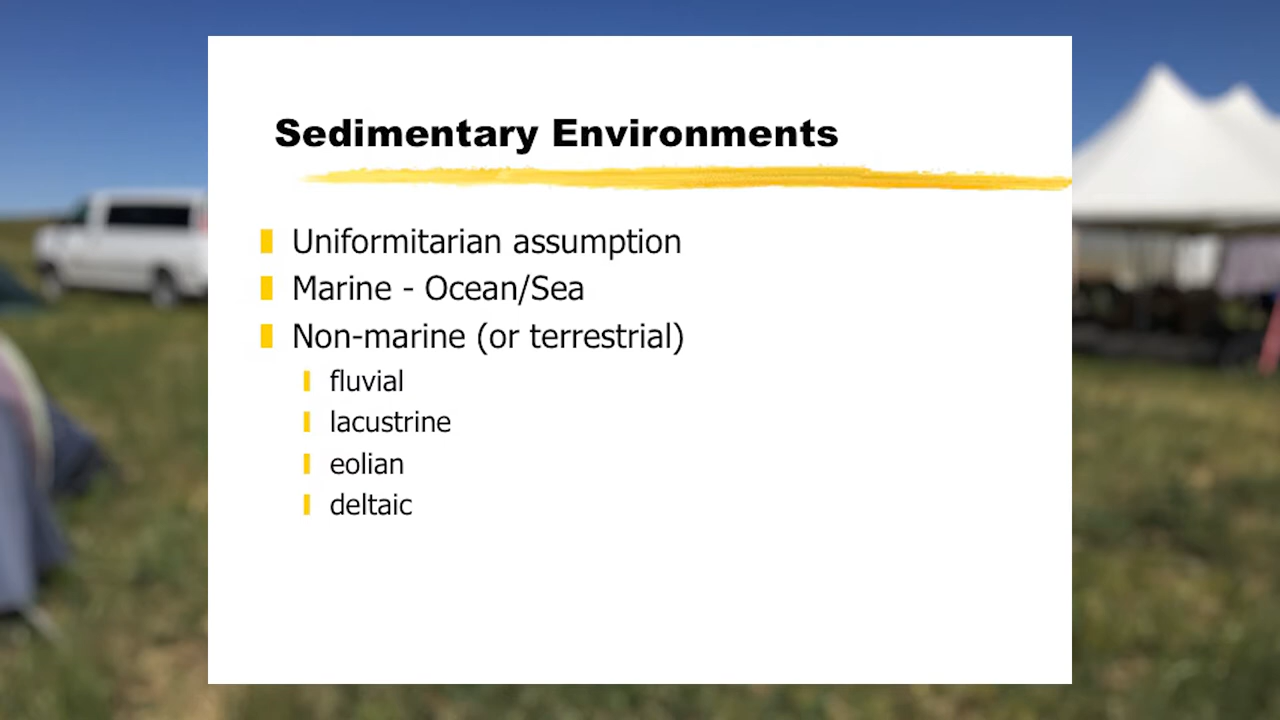 Sedimentary Environments
Uniformitarian assumption
Marine - Ocean/Sea
Non-marine (or terrestrial)
fluvial
lacustrine
eolian
deltaic